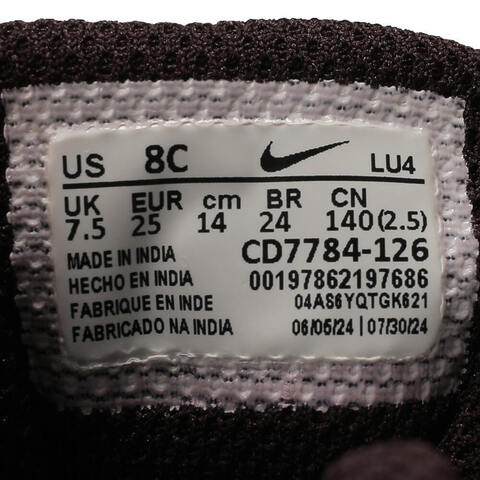 US 8C LU4
UK EUR cm BR CN
7.5 25 14 24 140(2.5)
MADE IN INDIA CD7784-126
HECHO EN INDIA 00197862197686
FABRIQUE EN INDE 04AS6YQTGK621
FABRICADO NA INDIA 06/05/24 | 07/30/24